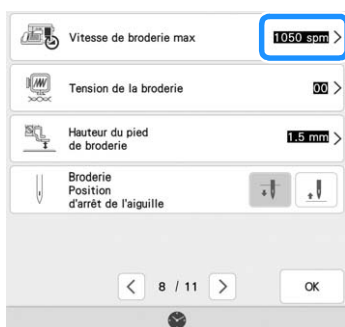 Vitesse de broderie max 1050 spm >
Tension de la broderie 00 >
Hauteur du pied
de broderie 1.5 mm >
Broderie
Position
d'arrêt de l'aiguille
< 8 / 11 > OK